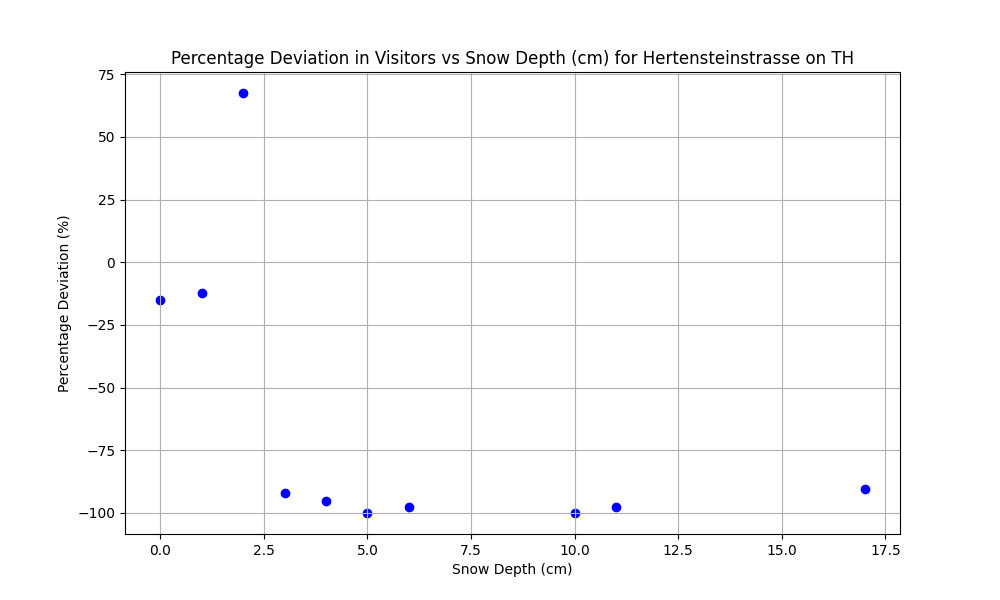 Percentage Deviation in Visitors vs Snow Depth (cm) for Hertensteinstrasse on TH
75
50
25
0
−25
−50
−75
−100
Percentage Deviation (%)
0.0 2.5 5.0 7.5 10.0 12.5 15.0 17.5
Snow Depth (cm)